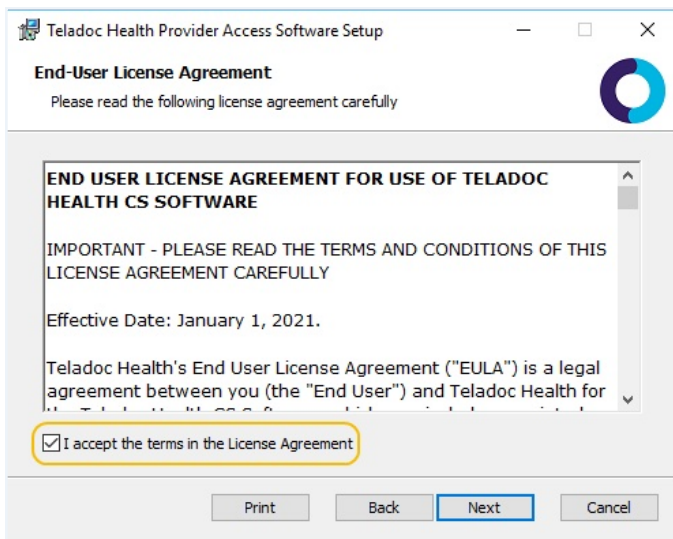 Teladoc Health Provider Access Software Setup
End-User License Agreement
Please read the following license agreement carefully
END USER LICENSE AGREEMENT FOR USE OF TELADOC
HEALTH CS SOFTWARE
IMPORTANT - PLEASE READ THE TERMS AND CONDITIONS OF THIS
LICENSE AGREEMENT CAREFULLY
Effective Date: January 1, 2021.
Teladoc Health's End User License Agreement ("EULA") is a legal
agreement between you (the "End User") and Teladoc Health for
I accept the terms in the License Agreement
Print Back Next Cancel